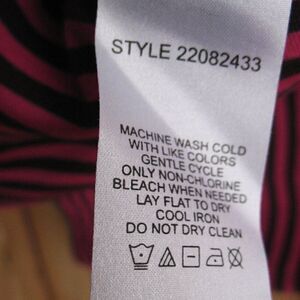 STYLE 22082433
MACHINE WASH COLD
WITH LIKE COLORS
GENTLE CYCLE
ONLY NON-CHLORINE
BLEACH WHEN NEEDED
LAY FLAT TO DRY
COOL IRON
DO NOT DRY CLEAN